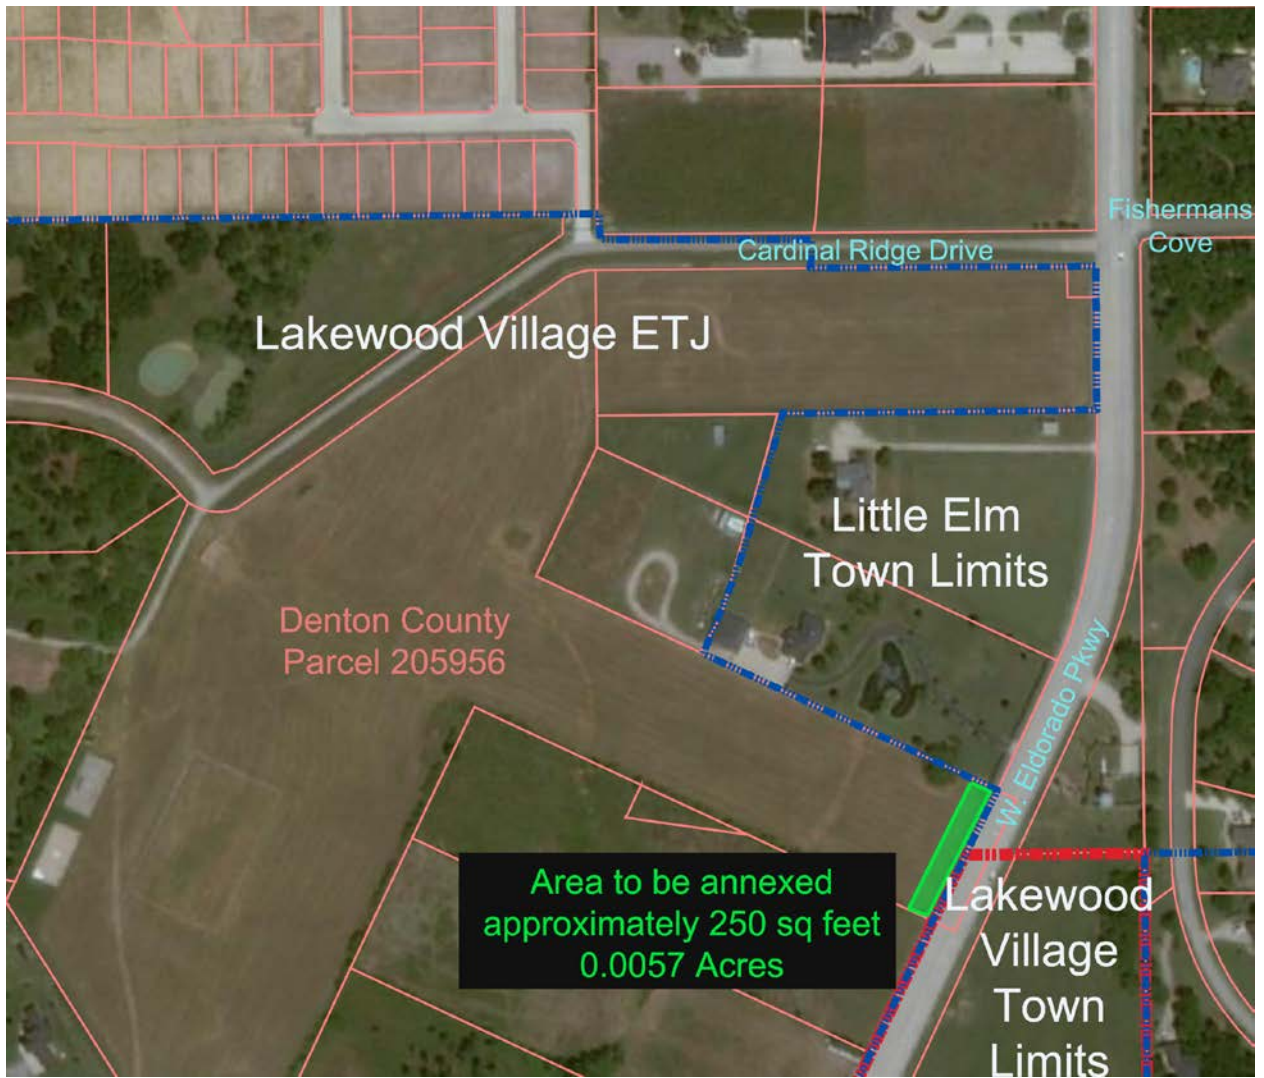 Fishermans
Cove
Cardinal Ridge Drive
Lakewood Village ETJ
Little Elm
Town Limits
Denton County
Parcel 205956
W. Eldorado Pkwy
Area to be annexed
approximately 250 sq feet
0.0057 Acres
Lakewood
Village
Town
Limits